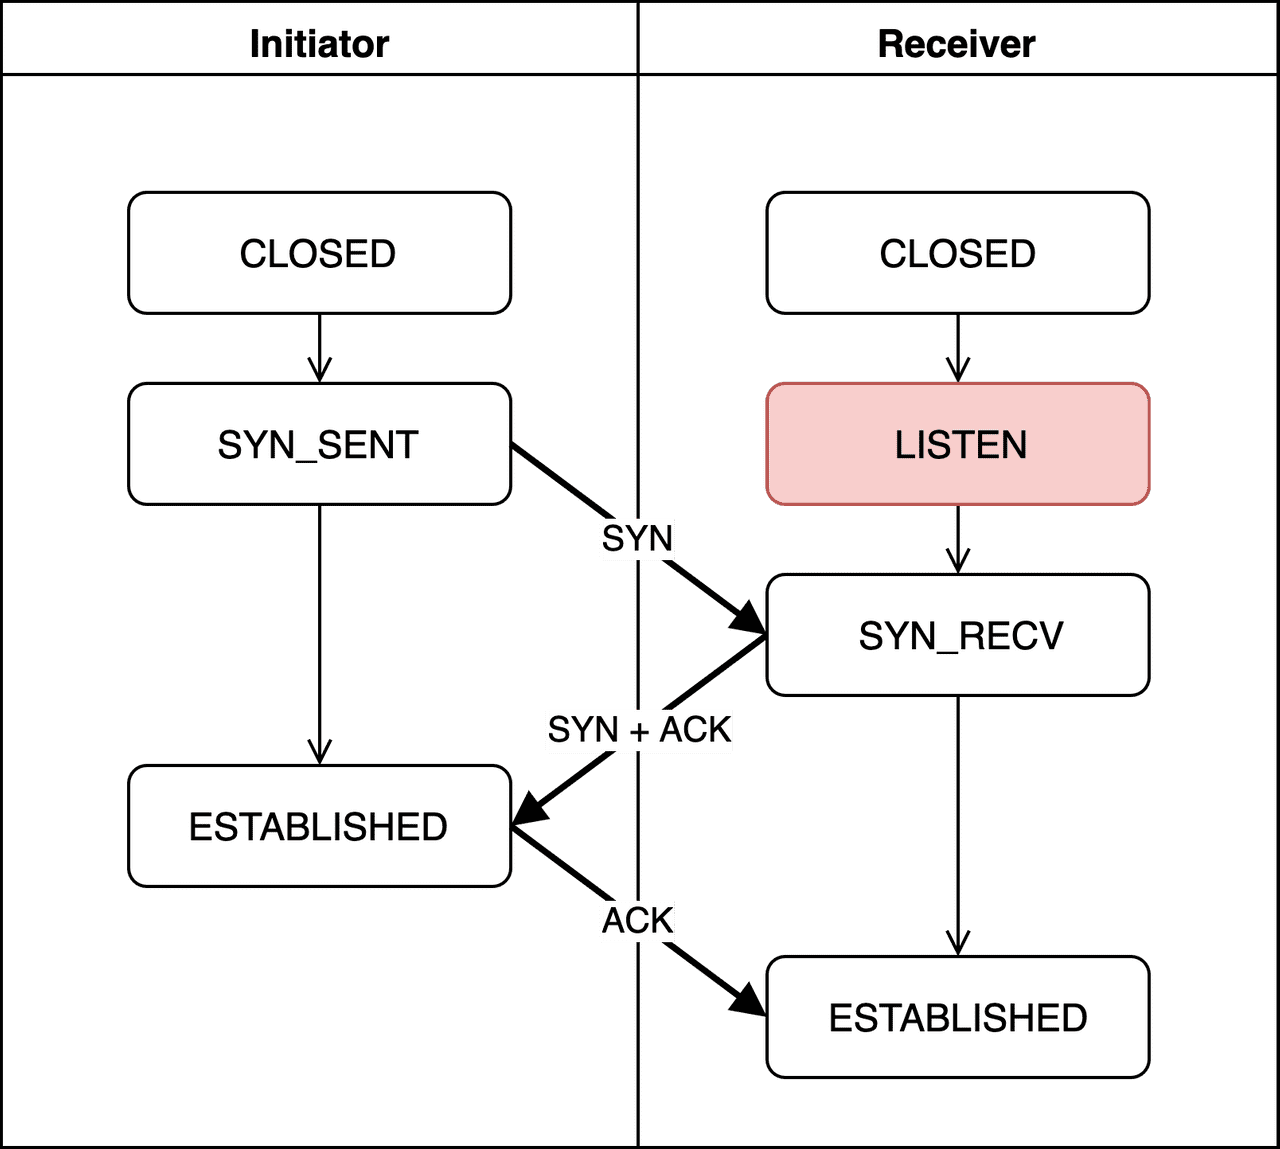 Initiator
Receiver
CLOSED
CLOSED
SYN_SENT
LISTEN
SYN
SYN_RECV
SYN + ACK
ESTABLISHED
ACK
ESTABLISHED